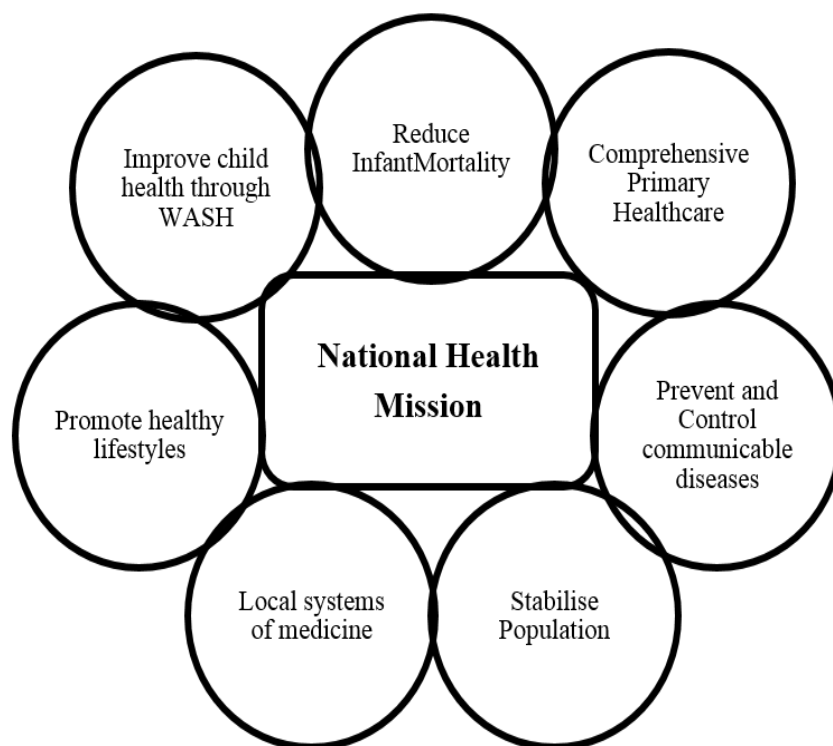 Reduce
InfantMortality
Comprehensive
Primary
Healthcare
Prevent and
Control
communicable
diseases
Stabilise
Population
Local systems
of medicine
Promote healthy
lifestyles
Improve child
health through
WASH
National Health
Mission